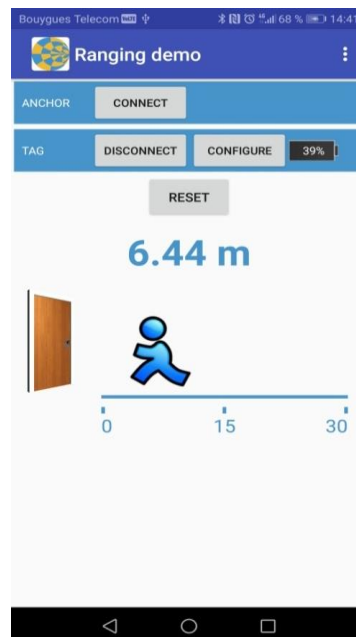 Bouygues Telecom 68 % 14:41
Ranging demo
ANCHOR CONNECT
TAG DISCONNECT CONFIGURE 39%
RESET
6.44 m
0 15 30